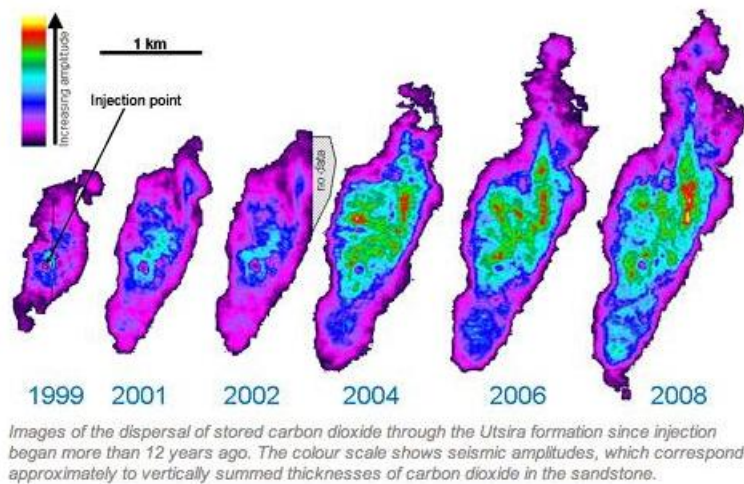 Increasing amplitude
1 km
Injection point
no data
1999 2001 2002 2004 2006 2008
Images of the dispersal of stored carbon dioxide through the Utsira formation since injection
began more than 12 years ago. The colour scale shows seismic amplitudes, which correspond
approximately to vertically summed thicknesses of carbon dioxide in the sandstone.